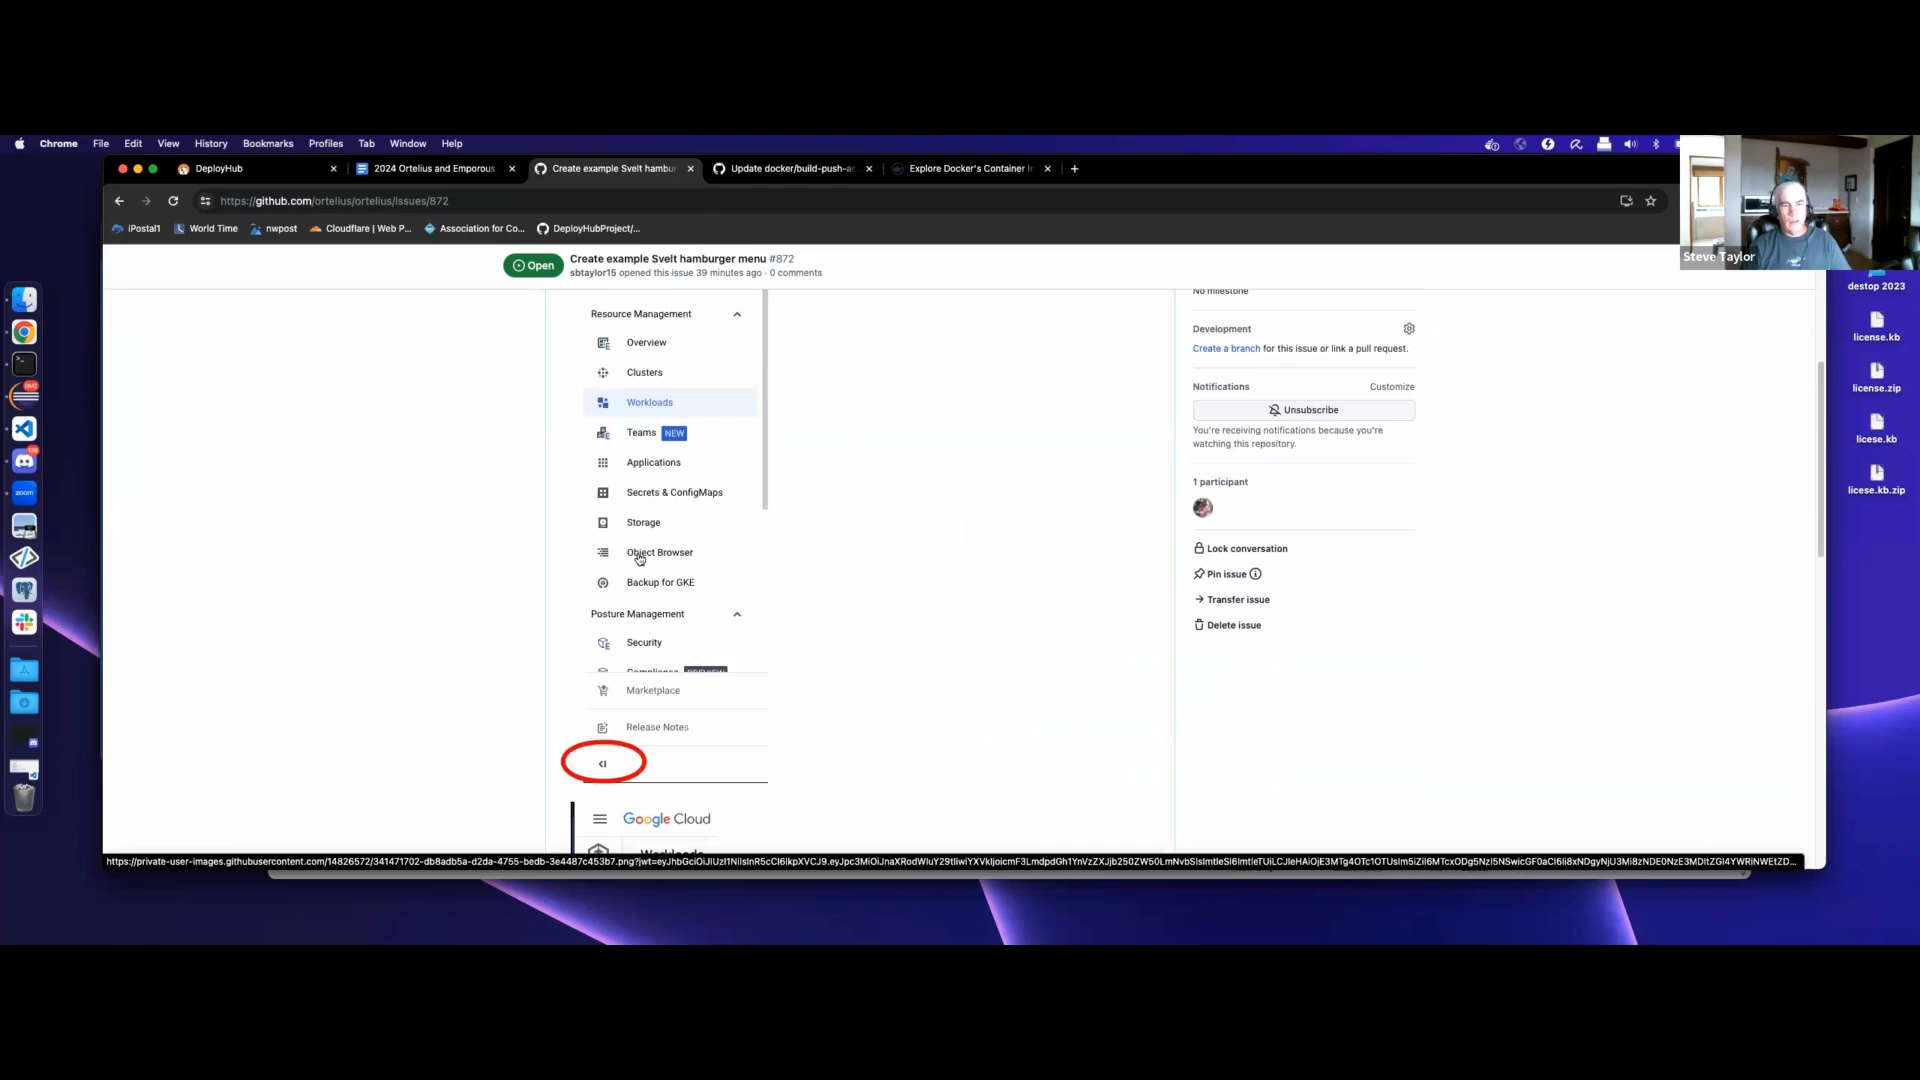 Chrome File Edit View History Bookmarks Profiles Tab Window Help
DeployHub 2024 Ortelius and Emporous Create example Svelt hambur Update docker/build-push-ac Explore Docker's Container In
https://github.com/ortelius/ortelius/issues/872
iPostal1 World Time nwpost Cloudflare | Web P... Association for Co... DeployHubProject/...
Steve Taylor
Open
Create example Svelt hamburger menu #872
sbtaylor15 opened this issue 39 minutes ago · 0 comments
Resource Management
Overview
Clusters
Workloads
Teams NEW
Applications
Secrets & ConfigMaps
Storage
Object Browser
Backup for GKE
Posture Management
Security
Compliance PREVIEW
Marketplace
Release Notes
Google Cloud
Workloads
No milestone
Development
Create a branch for this issue or link a pull request.
Notifications Customize
Unsubscribe
You're receiving notifications because you're
watching this repository.
1 participant
Lock conversation
Pin issue
Transfer issue
Delete issue
destop 2023
license.kb
license.zip
licese.kb
licese.kb.zip
zoom